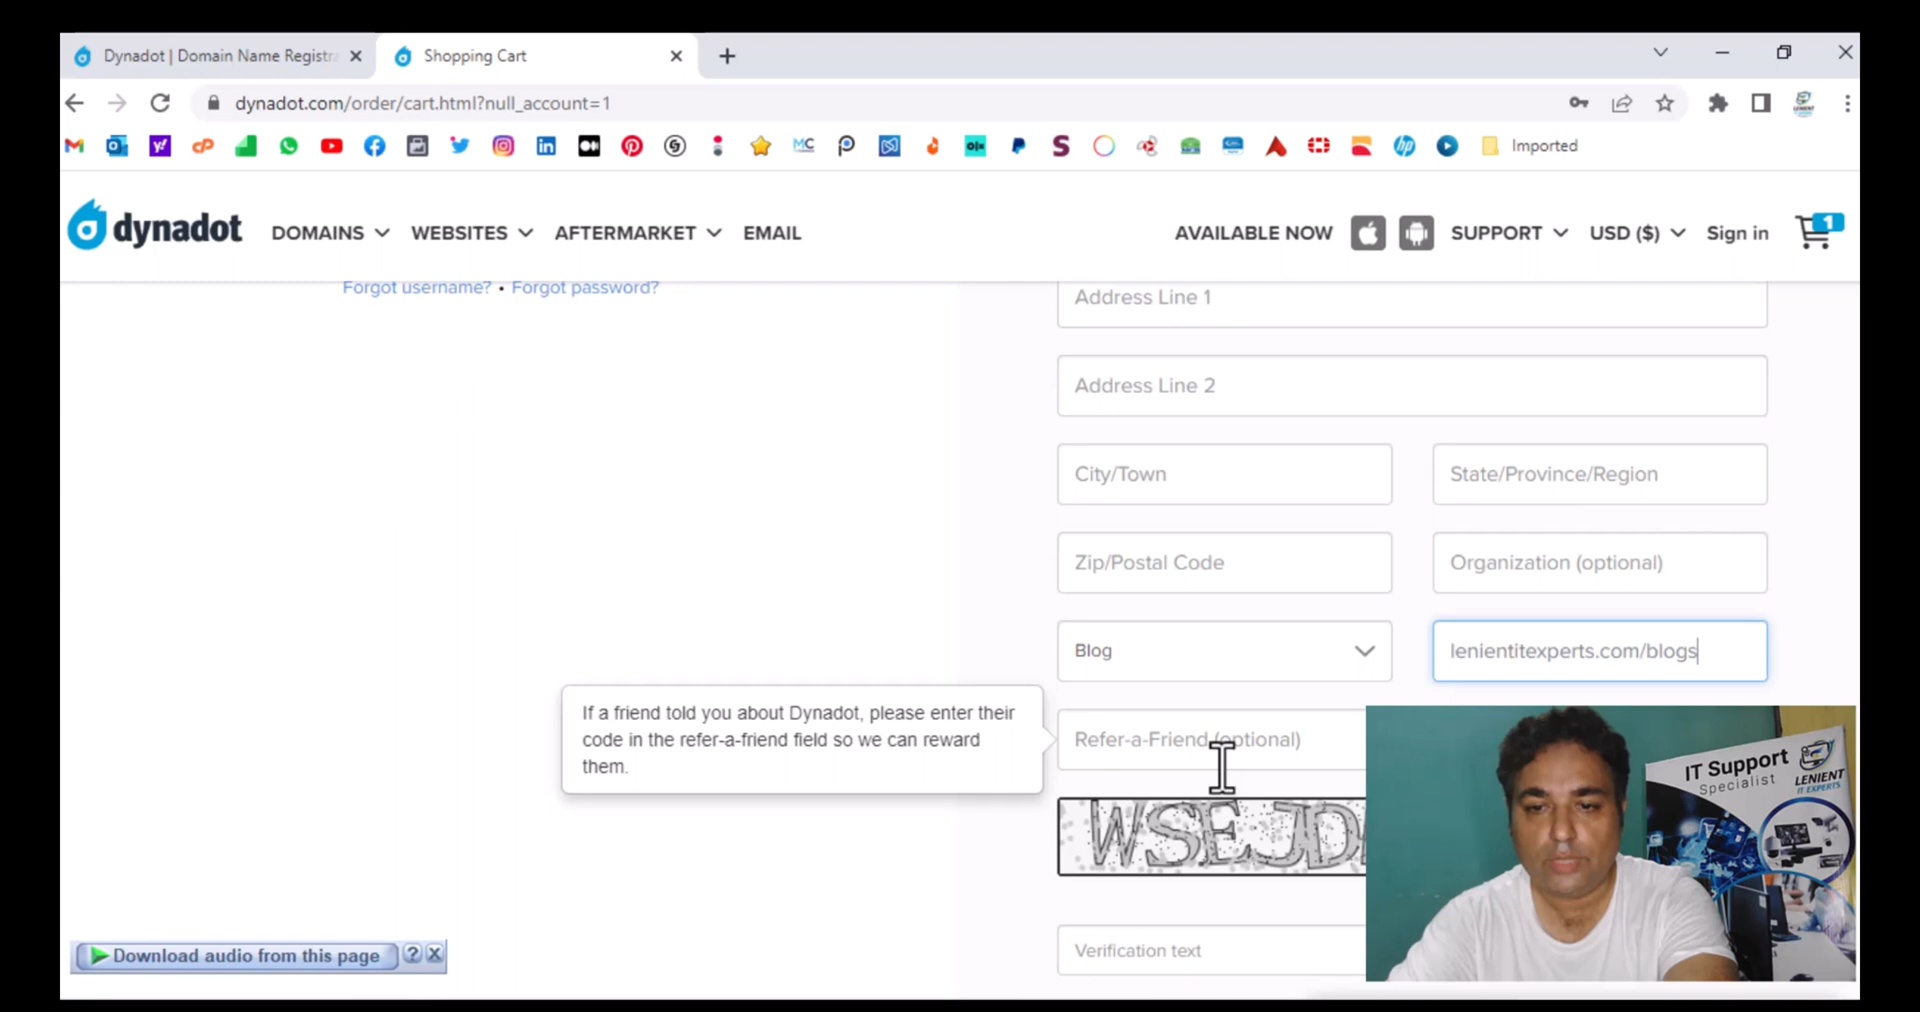 Dynadot | Domain Name Registra
Shopping Cart
dynadot.com/order/cart.html?null_account=1
Imported
dynadot
DOMAINS
WEBSITES
AFTERMARKET
EMAIL
AVAILABLE NOW
SUPPORT
USD ($)
Sign in
1
Forgot username? • Forgot password?
Address Line 1
Address Line 2
City/Town
State/Province/Region
Zip/Postal Code
Organization (optional)
Blog
lenientitexperts.com/blogs
If a friend told you about Dynadot, please enter their
code in the refer-a-friend field so we can reward
them.
Refer-a-Friend (optional)
WSEJD
Verification text
IT Support
Specialist
LENIENT
IT EXPERTS
Download audio from this page